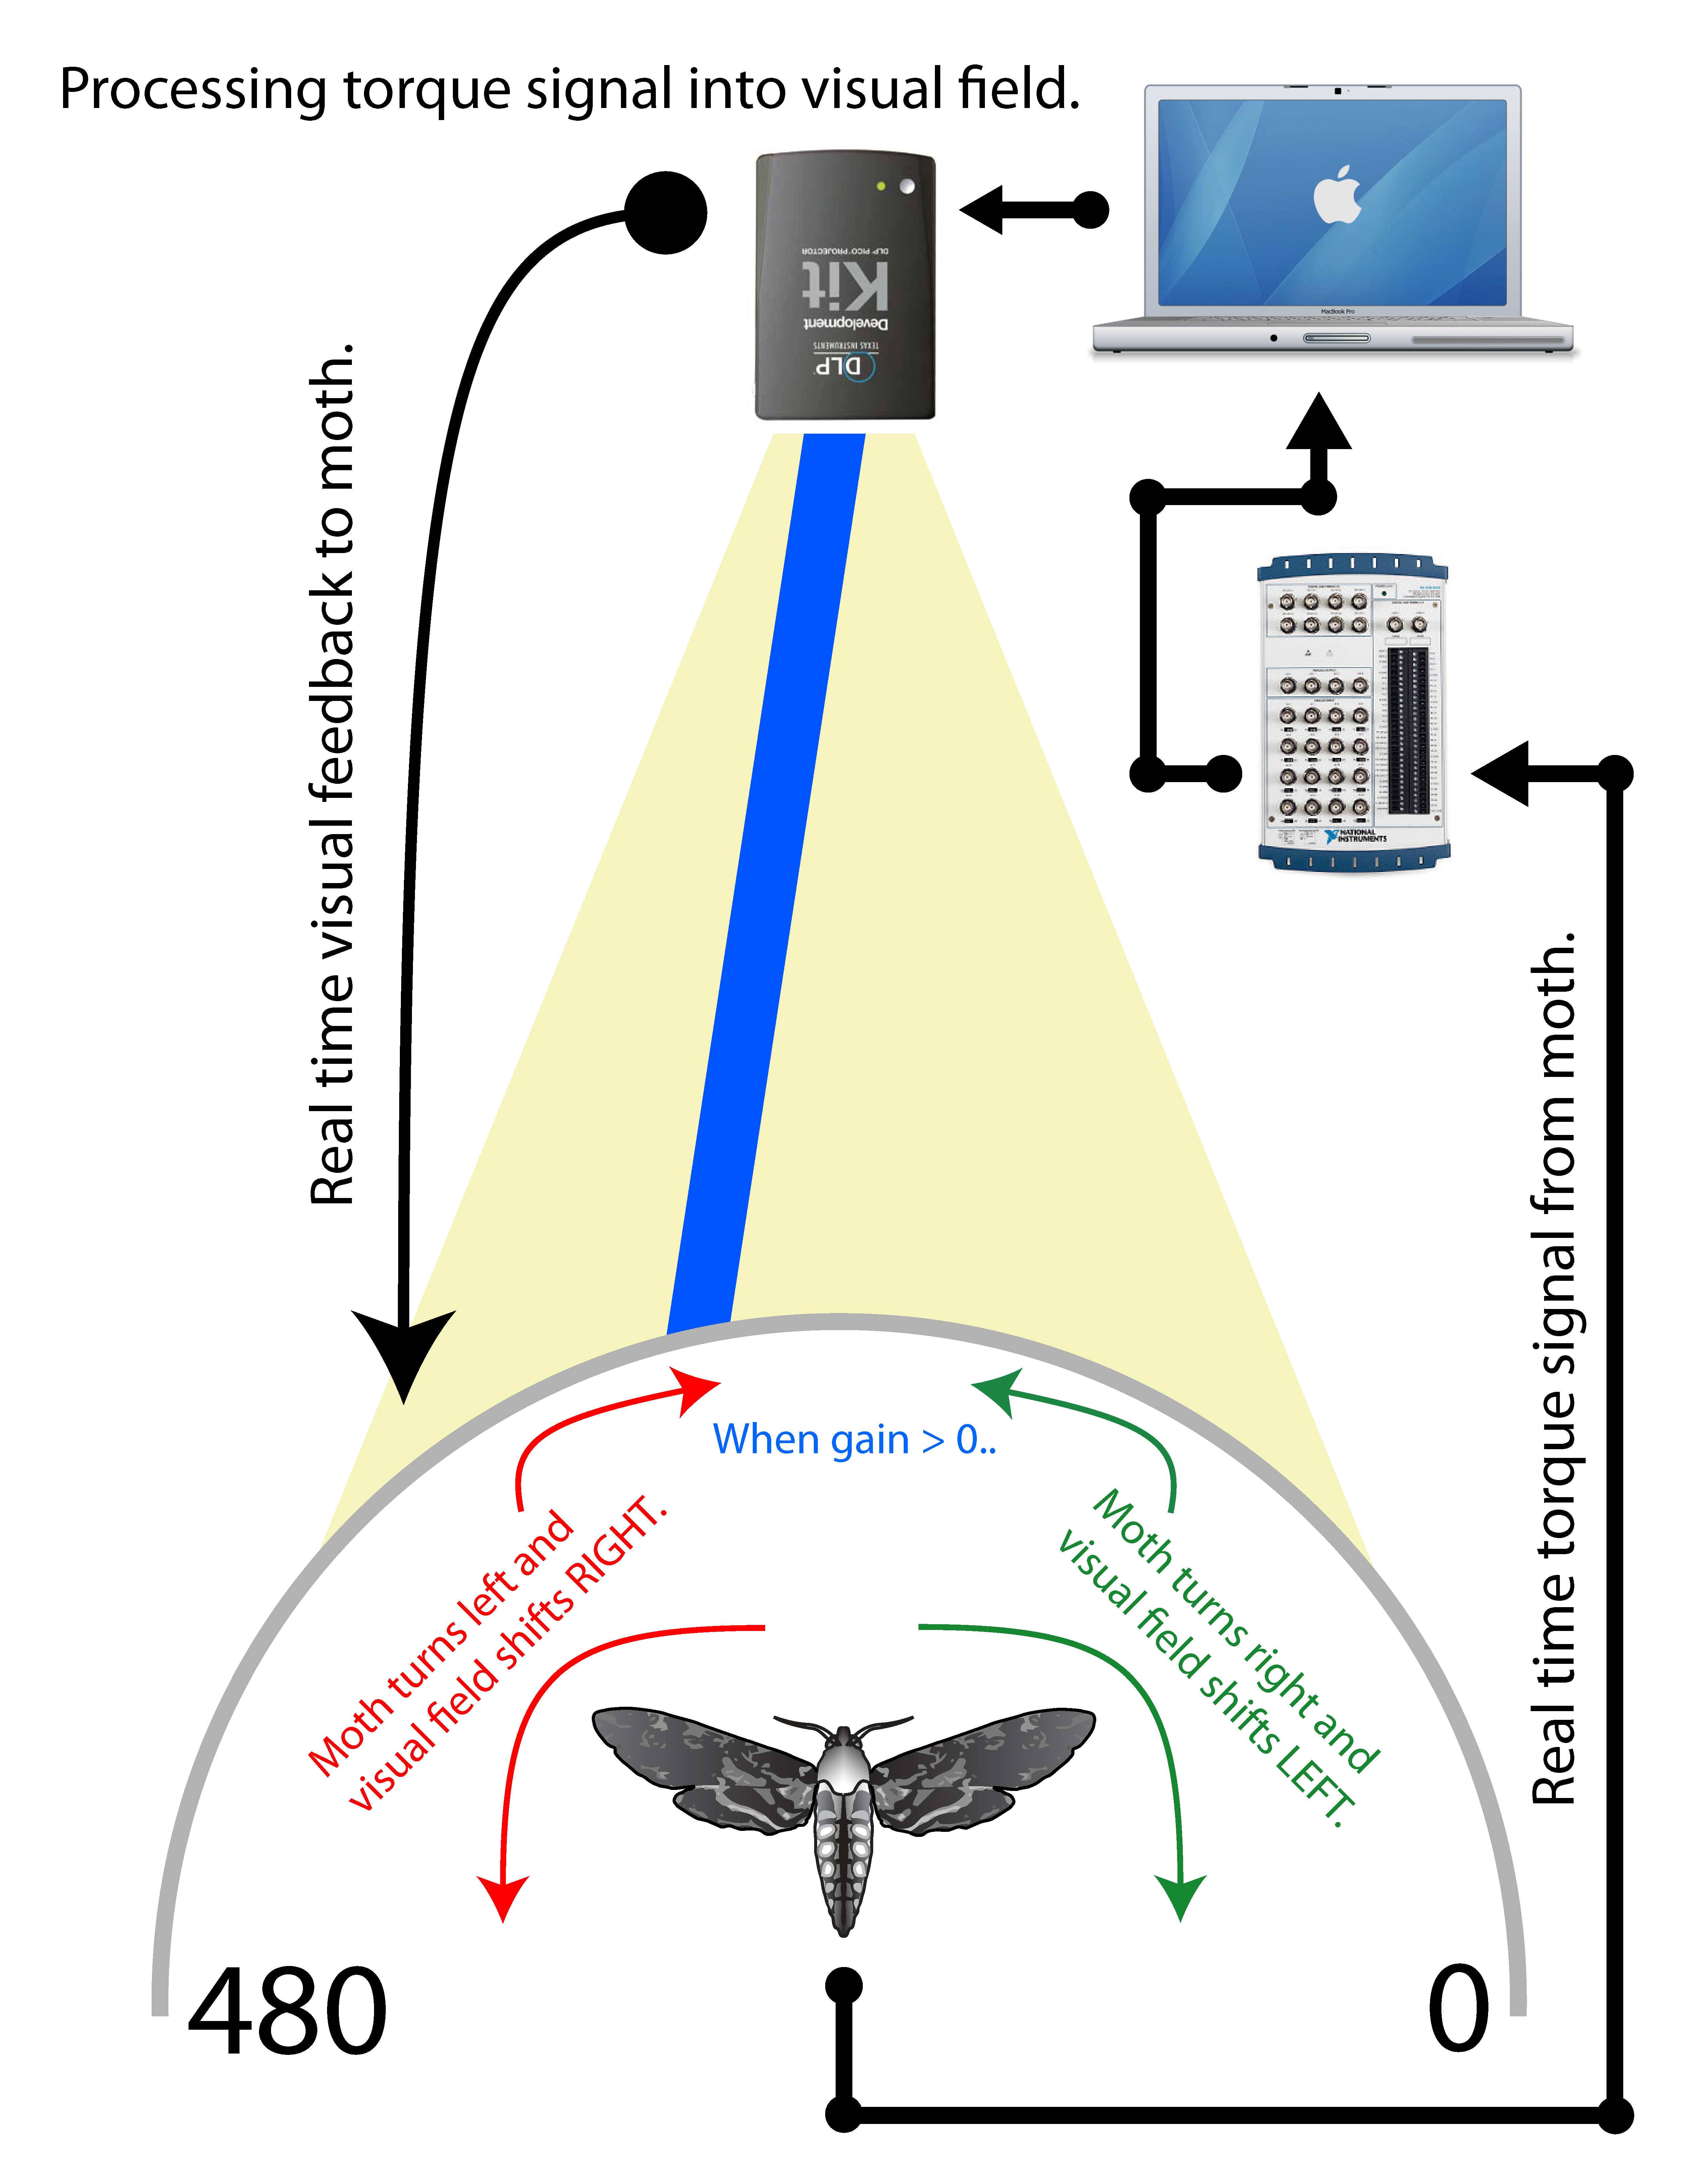 Processing torque signal into visual field.
DLP® PICO™ PROJECTOR
Kit
Development
TEXAS INSTRUMENTS
DLP
MacBook Pro
Real time visual feedback to moth.
NATIONAL
INSTRUMENTS
Real time torque signal from moth.
When gain > 0..
Moth turns left and
visual field shifts RIGHT.
Moth turns right and
visual field shifts LEFT.
480
0